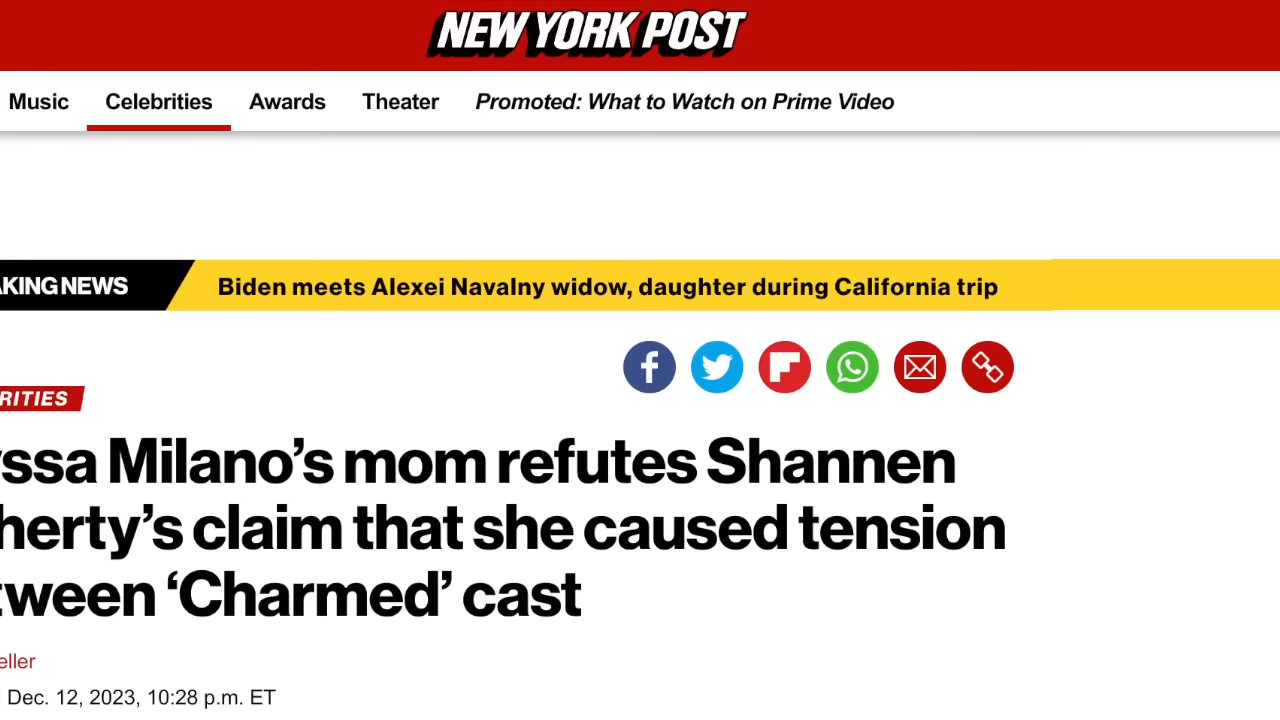 NEW YORK POST
Music Celebrities Awards Theater Promoted: What to Watch on Prime Video
AKING NEWS Biden meets Alexei Navalny widow, daughter during California trip
RITIES
yssa Milano’s mom refutes Shannen
herty’s claim that she caused tension
tween ‘Charmed’ cast
eller
Dec. 12, 2023, 10:28 p.m. ET